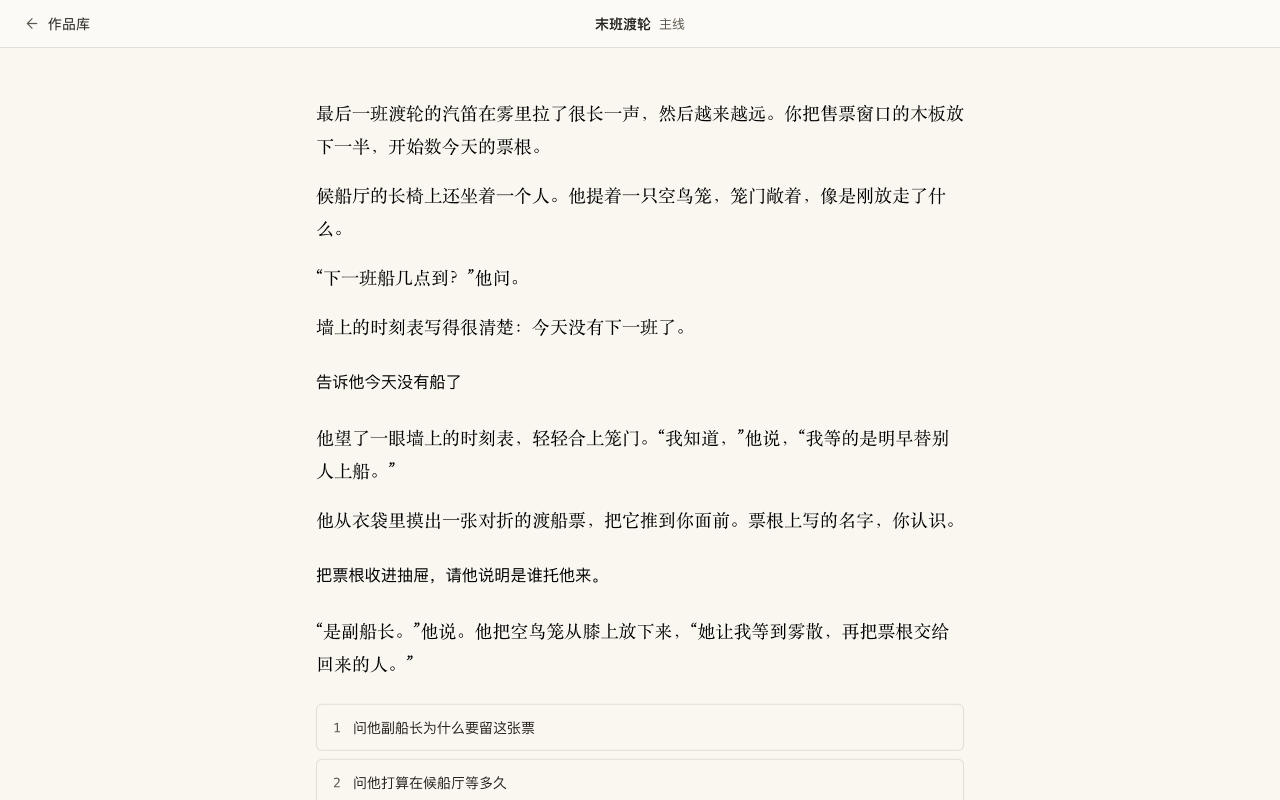 作品库
末班渡轮 主线
最后一班渡轮的汽笛在雾里拉了很长一声，然后越来越远。你把售票窗口的木板放
下一半，开始数今天的票根。
候船厅的长椅上还坐着一个人。他提着一只空鸟笼，笼门敞着，像是刚放走了什
么。
“下一班船几点到？”他问。
墙上的时刻表写得很清楚：今天没有下一班了。
告诉他今天没有船了
他望了一眼墙上的时刻表，轻轻合上笼门。“我知道，”他说，“我等的是明早替别
人上船。”
他从衣袋里摸出一张对折的渡船票，把它推到你面前。票根上写的名字，你认识。
把票根收进抽屉，请他说明是谁托他来。
“是副船长。”他说。他把空鸟笼从膝上放下来，“她让我等到雾散，再把票根交给
回来的人。”
1 问他副船长为什么要留这张票
2 问他打算在候船厅等多久